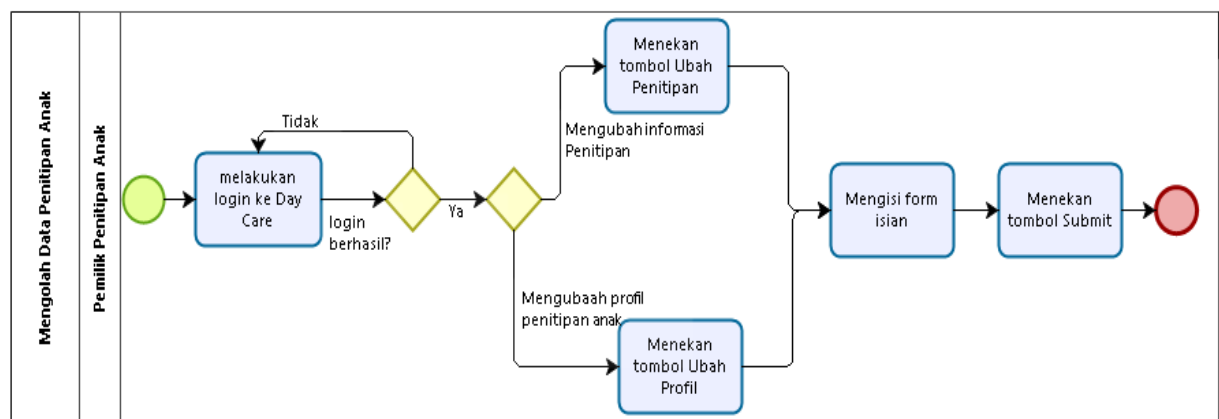 Mengolah Data Penitipan Anak
Pemilik Penitipan Anak
melakukan
login ke Day
Care
Tidak
login
berhasil?
Ya
Mengubah informasi
Penitipan
Menekan
tombol Ubah
Penitipan
Mengubaah profil
penitipan anak
Menekan
tombol Ubah
Profil
Mengisi form
isian
Menekan
tombol Submit